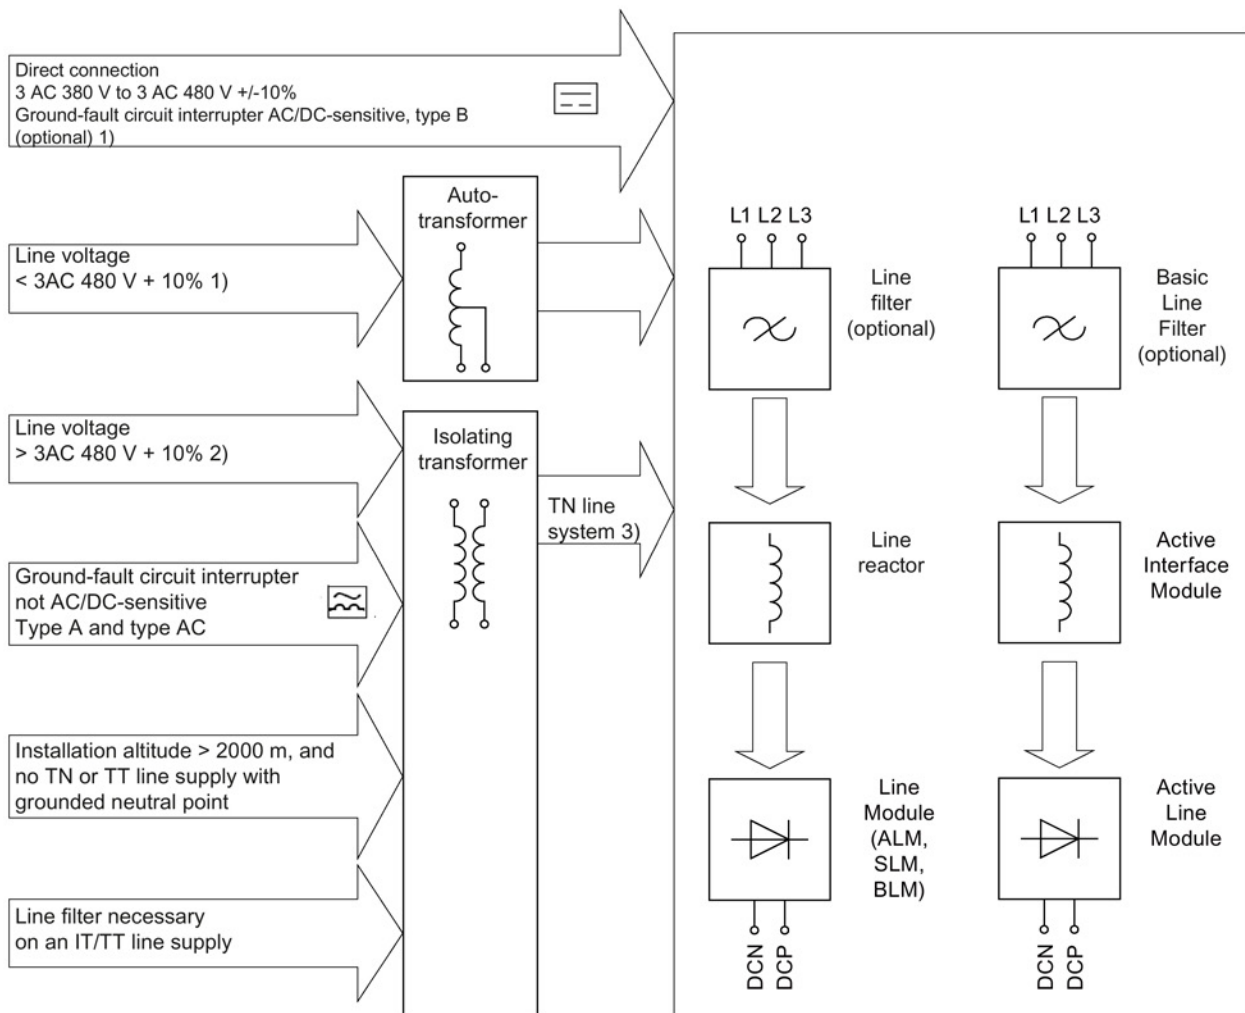 Direct connection
3 AC 380 V to 3 AC 480 V +/-10%
Ground-fault circuit interrupter AC/DC-sensitive, type B
(optional) 1)
Auto-
transformer
Line voltage
< 3AC 480 V + 10% 1)
Line voltage
> 3AC 480 V + 10% 2)
Isolating
transformer
TN line
system 3)
Ground-fault circuit interrupter
not AC/DC-sensitive
Type A and type AC
Installation altitude > 2000 m, and
no TN or TT line supply with
grounded neutral point
Line filter necessary
on an IT/TT line supply
L1 L2 L3
Line
filter
(optional)
Line
reactor
Line
Module
(ALM,
SLM,
BLM)
DCN
DCP
L1 L2 L3
Basic
Line
Filter
(optional)
Active
Interface
Module
Active
Line
Module
DCN
DCP